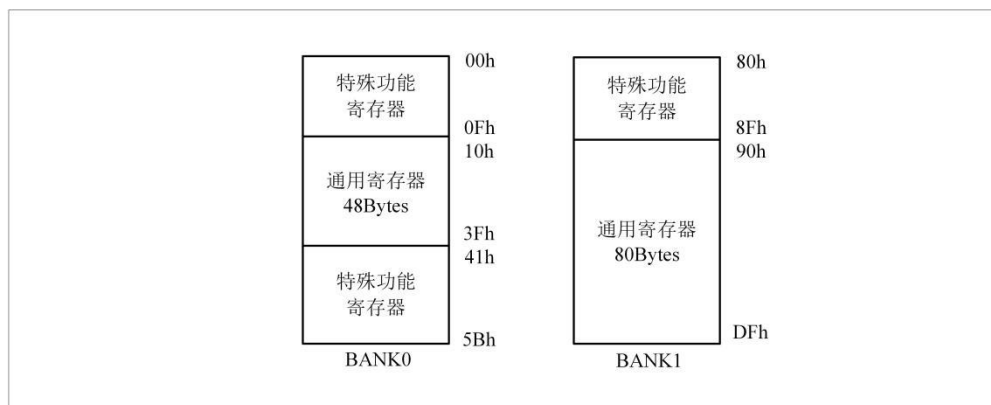 00h
特殊功能
寄存器
0Fh
10h
通用寄存器
48Bytes
3Fh
41h
特殊功能
寄存器
5Bh
BANK0
80h
特殊功能
寄存器
8Fh
90h
通用寄存器
80Bytes
DFh
BANK1